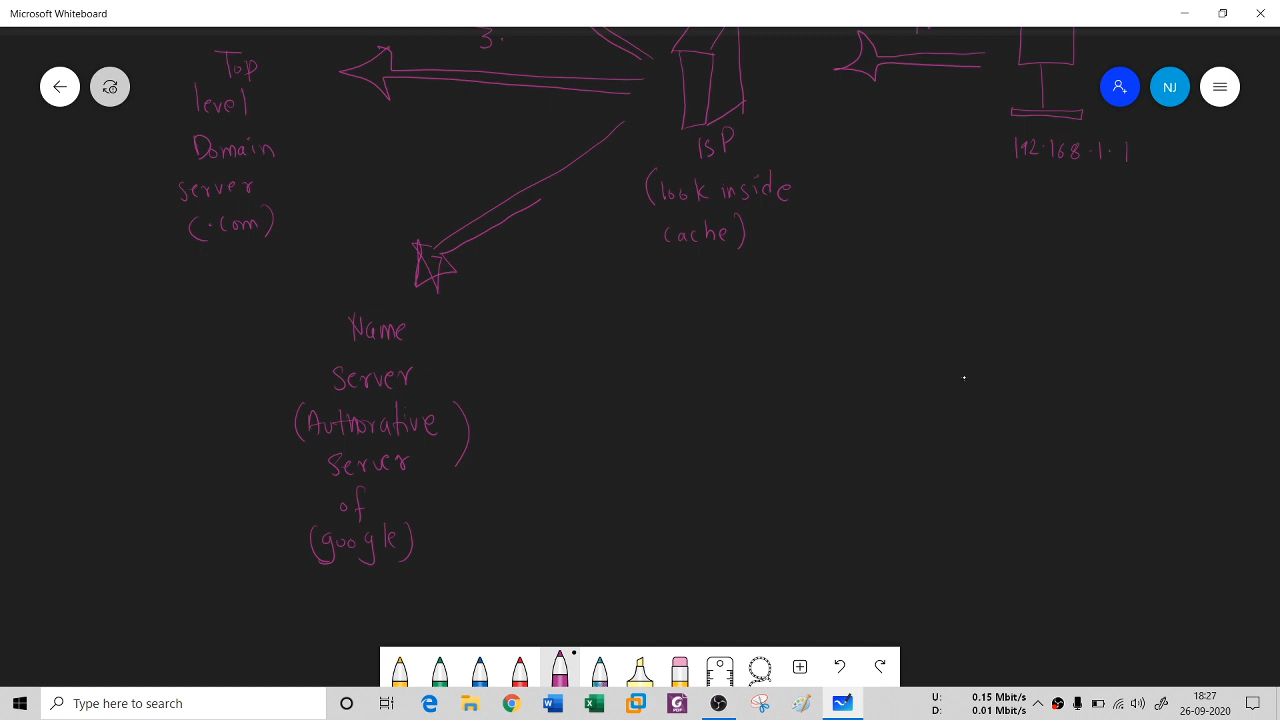 Microsoft Whiteboard
3.
Top
level
Domain
server
(.com)
ISP
(look inside
cache)
192.168.1.1
NJ
Name
Server
(Authorative
Server
of
(google)
)
Type here to search
U:
0.15 Mbit/s
D:
0.01 Mbit/s
18:27
26-09-2020